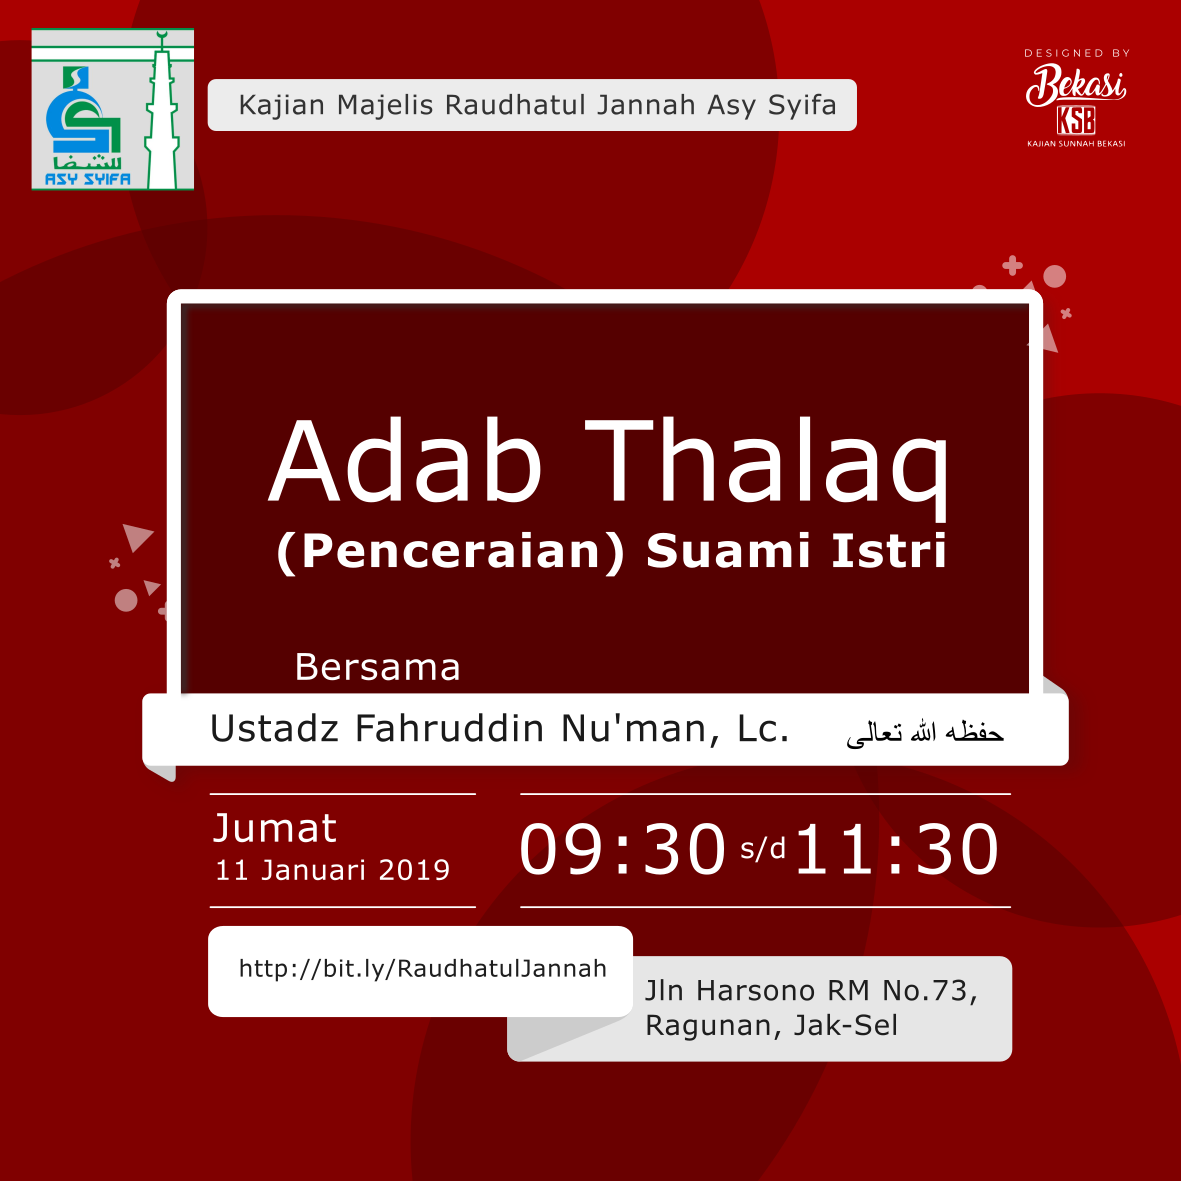 للشفا
ASY SYIFA
Kajian Majelis Raudhatul Jannah Asy Syifa
DESIGNED BY
Bekasi
KSB
KAJIAN SUNNAH BEKASI
Adab Thalaq
(Penceraian) Suami Istri
Bersama
Ustadz Fahruddin Nu'man, Lc. حفظه الله تعالى
Jumat
11 Januari 2019
09:30 s/d 11:30
http://bit.ly/RaudhatulJannah
Jln Harsono RM No.73,
Ragunan, Jak-Sel